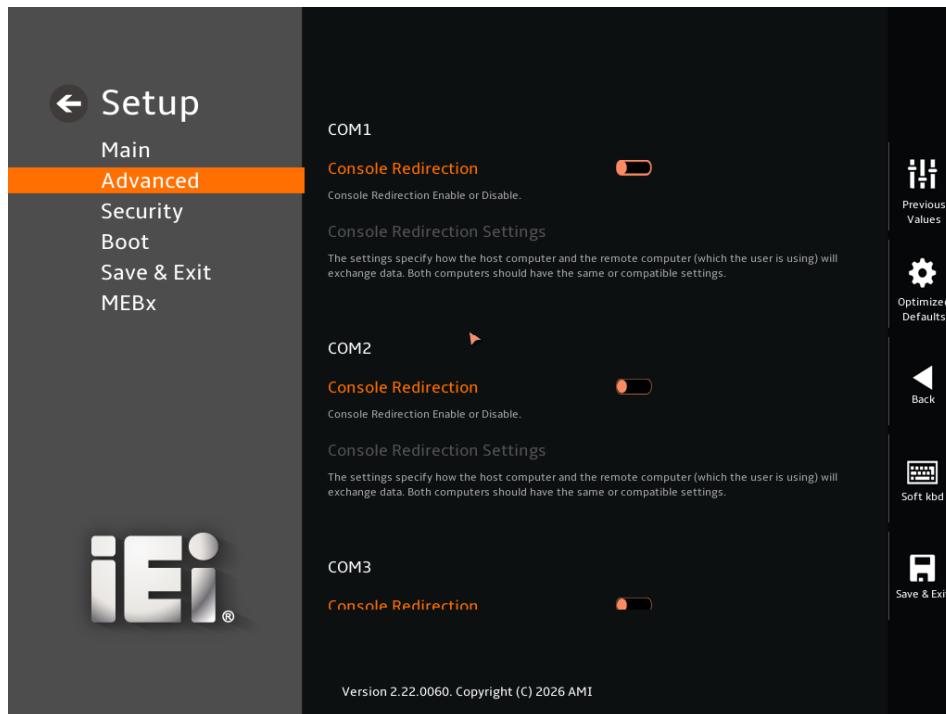 Setup
Main
Advanced
Security
Boot
Save & Exit
MEBx
iEi
®
COM1
Console Redirection
Console Redirection Enable or Disable.
Console Redirection Settings
The settings specify how the host computer and the remote computer (which the user is using) will
exchange data. Both computers should have the same or compatible settings.
COM2
Console Redirection
Console Redirection Enable or Disable.
Console Redirection Settings
The settings specify how the host computer and the remote computer (which the user is using) will
exchange data. Both computers should have the same or compatible settings.
COM3
Console Redirection
Version 2.22.0060. Copyright (C) 2026 AMI
Previous
Values
Optimized
Defaults
Back
Soft kbd
Save & Exi